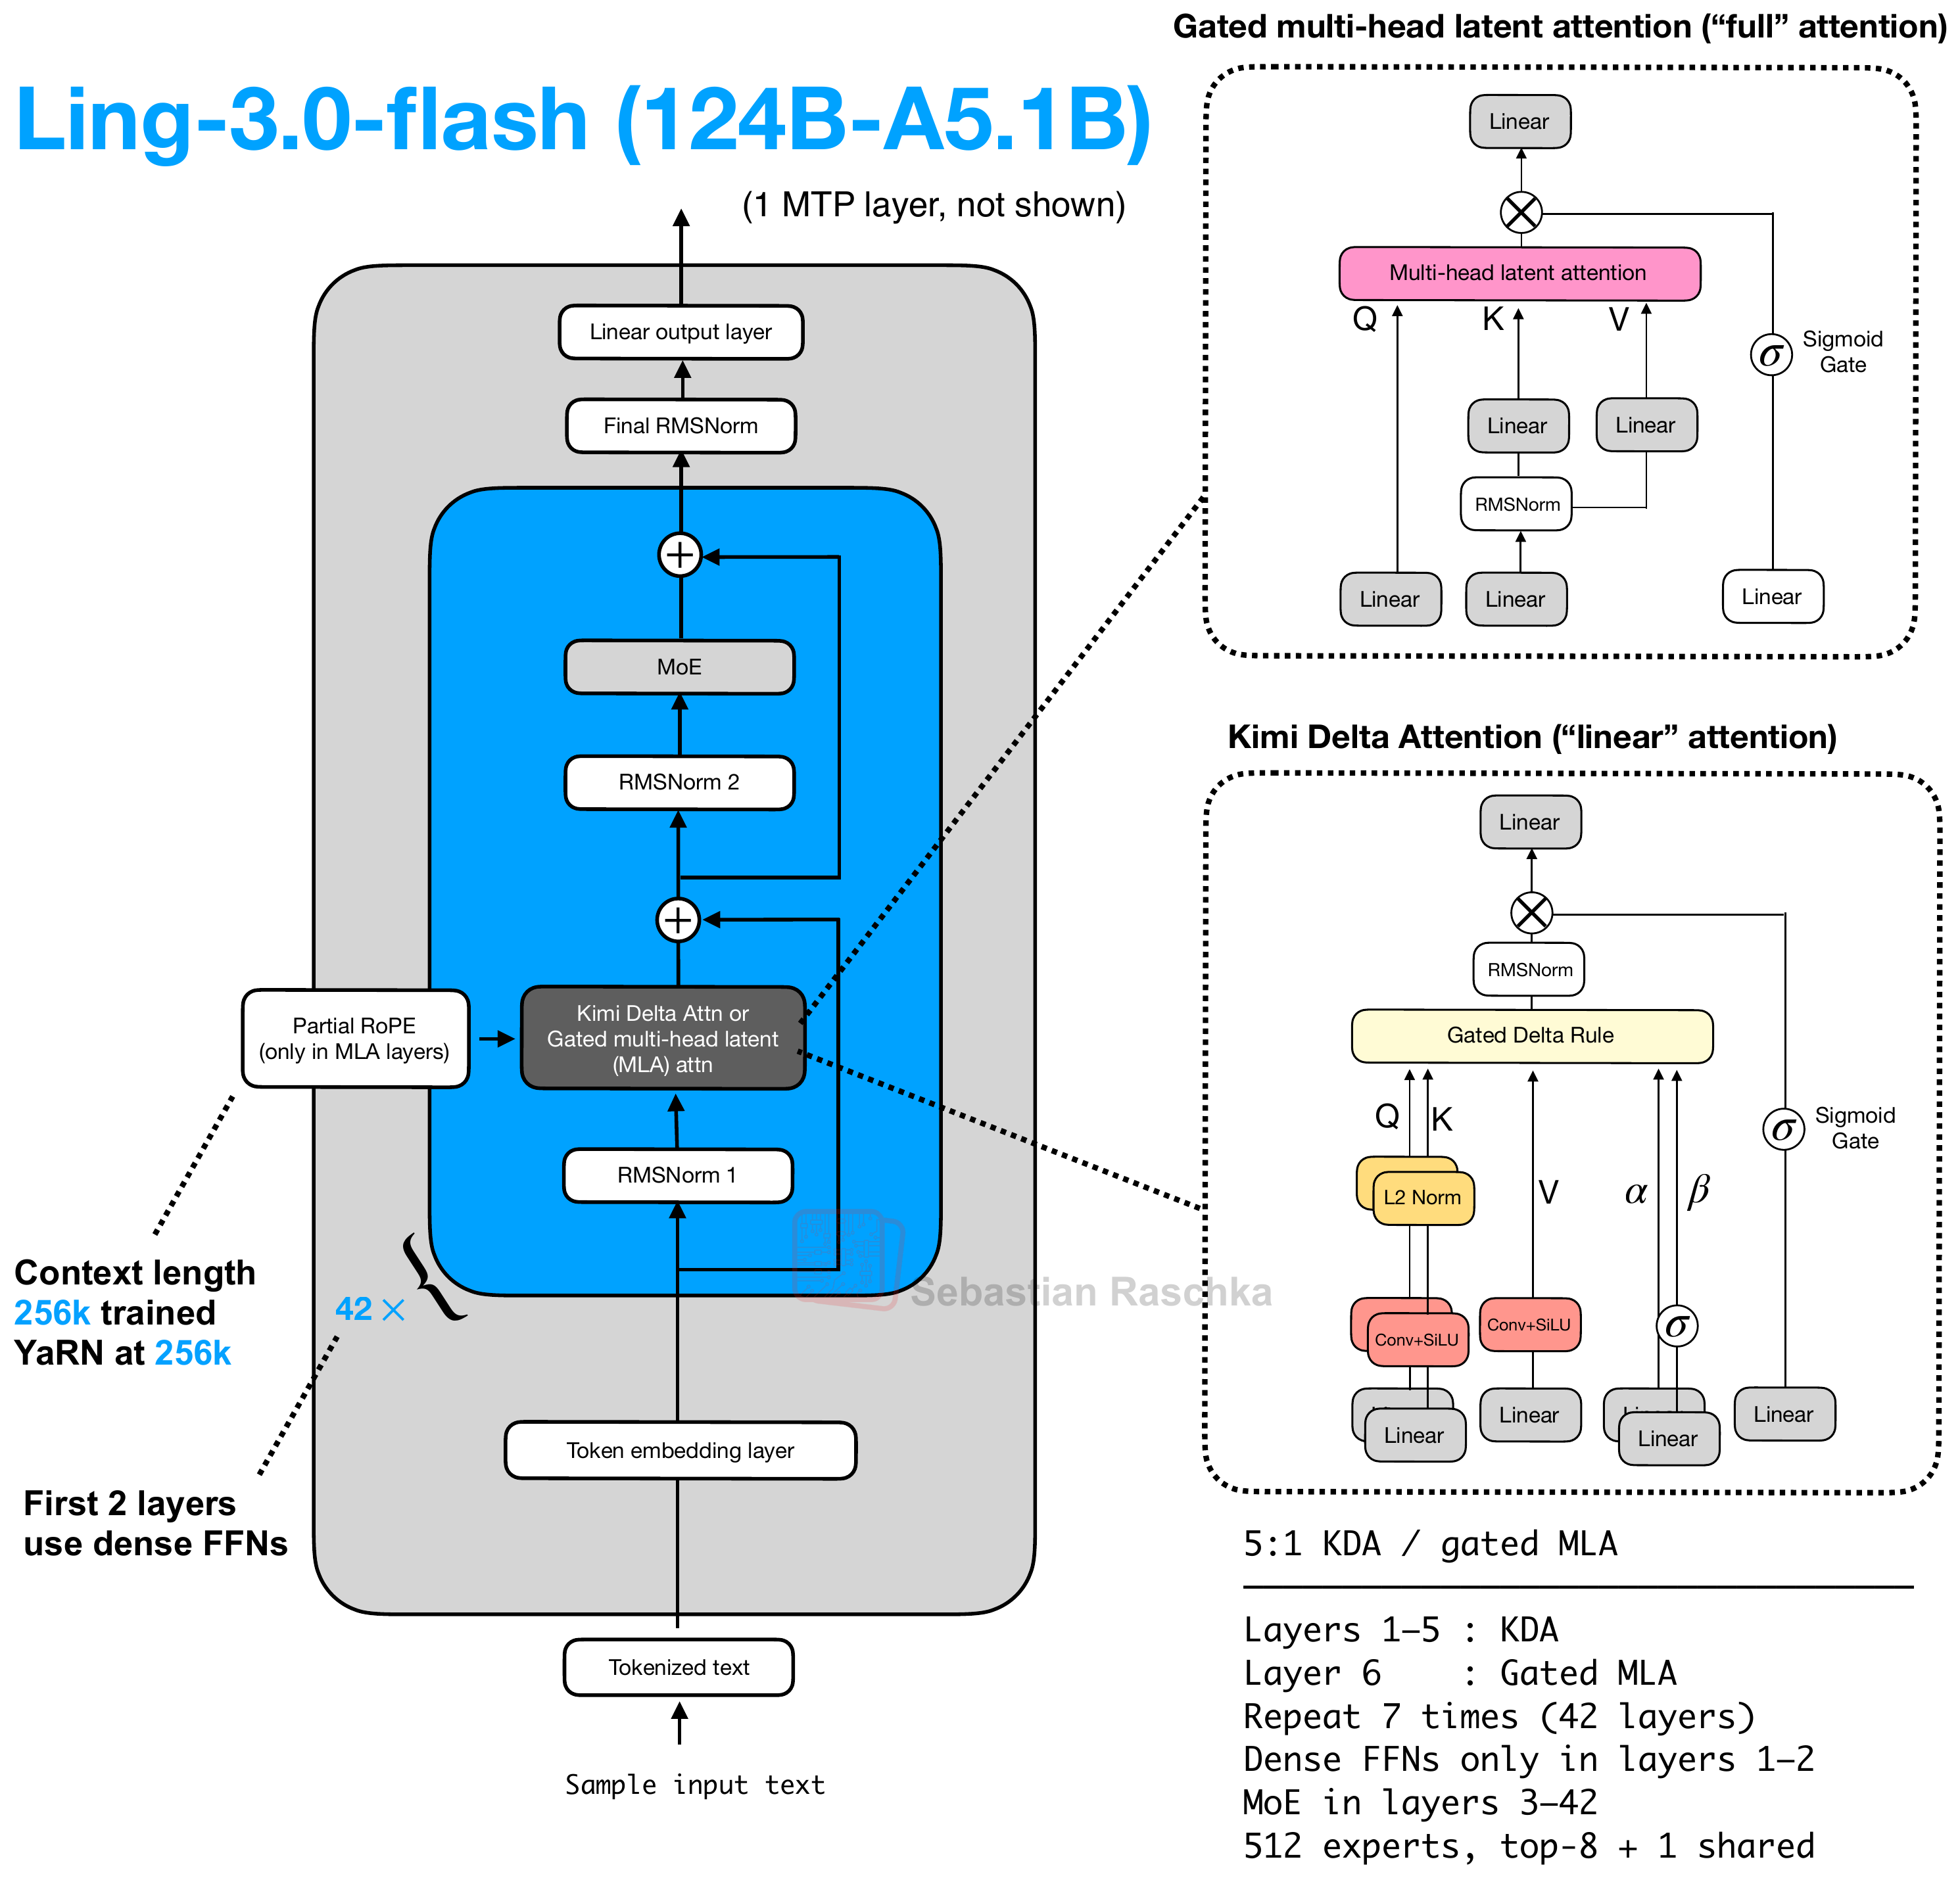 Gated multi-head latent attention (“full” attention)
Ling-3.0-flash (124B-A5.1B)
(1 MTP layer, not shown)
Linear output layer
Final RMSNorm
MoE
RMSNorm 2
Kimi Delta Attn or
Gated multi-head latent
(MLA) attn
Partial RoPE
(only in MLA layers)
RMSNorm 1
Context length
256k trained
YaRN at 256k
42 ×
First 2 layers
use dense FFNs
Token embedding layer
Tokenized text
Sample input text
Sebastian Raschka
Linear
Multi-head latent attention
Q
K
V
σ
Sigmoid
Gate
Linear
Linear
RMSNorm
Linear
Linear
Linear
Kimi Delta Attention (“linear” attention)
Linear
RMSNorm
Gated Delta Rule
Q
K
V
α
β
σ
Sigmoid
Gate
L2 Norm
Conv+SiLU
Conv+SiLU
σ
Linear
Linear
Linear
Linear
Linear
5:1 KDA / gated MLA
Layers 1–5 : KDA
Layer 6 : Gated MLA
Repeat 7 times (42 layers)
Dense FFNs only in layers 1–2
MoE in layers 3–42
512 experts, top-8 + 1 shared